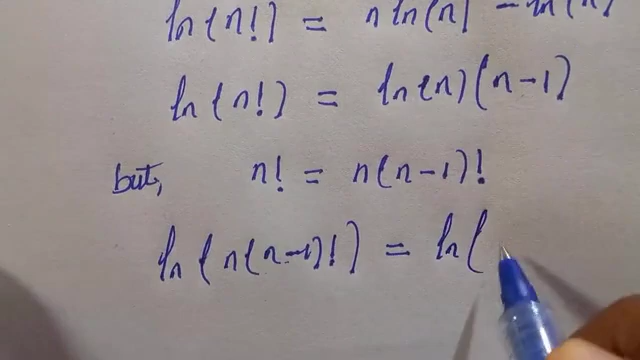 ln(n!) = n ln(n) - ln(n)
ln(n!) = ln(n)(n-1)
but, n! = n(n-1)!
ln(n(n-1)!) = ln(